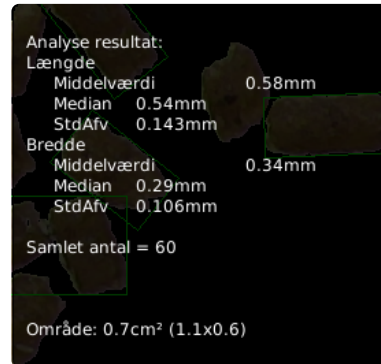 Analyse resultat:
Længde
Middelværdi 0.58mm
Median 0.54mm
StdAfv 0.143mm
Bredde
Middelværdi 0.34mm
Median 0.29mm
StdAfv 0.106mm
Samlet antal = 60
Område: 0.7cm² (1.1x0.6)